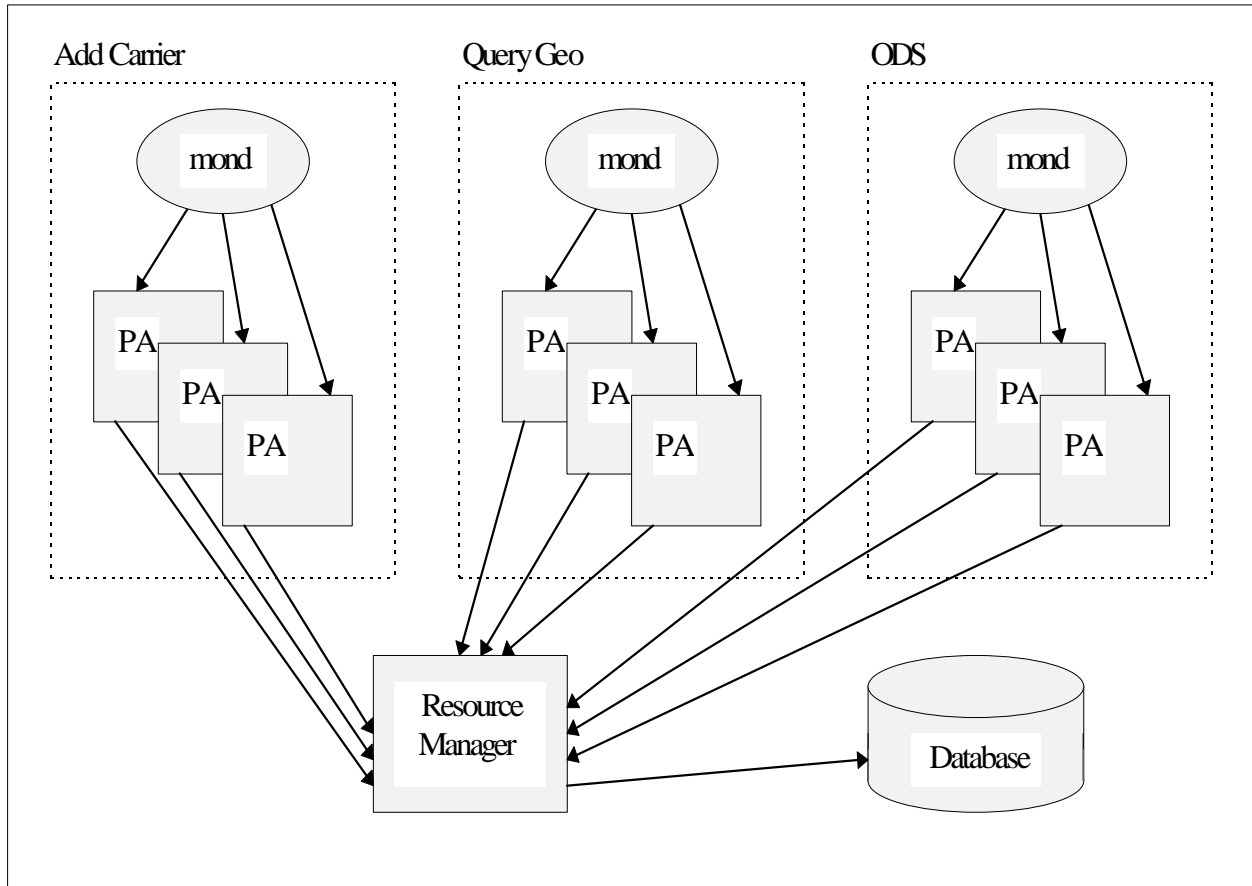 Add Carrier
Query Geo
ODS
mond
mond
mond
PA
PA
PA
PA
PA
PA
PA
PA
PA
Resource
Manager
Database